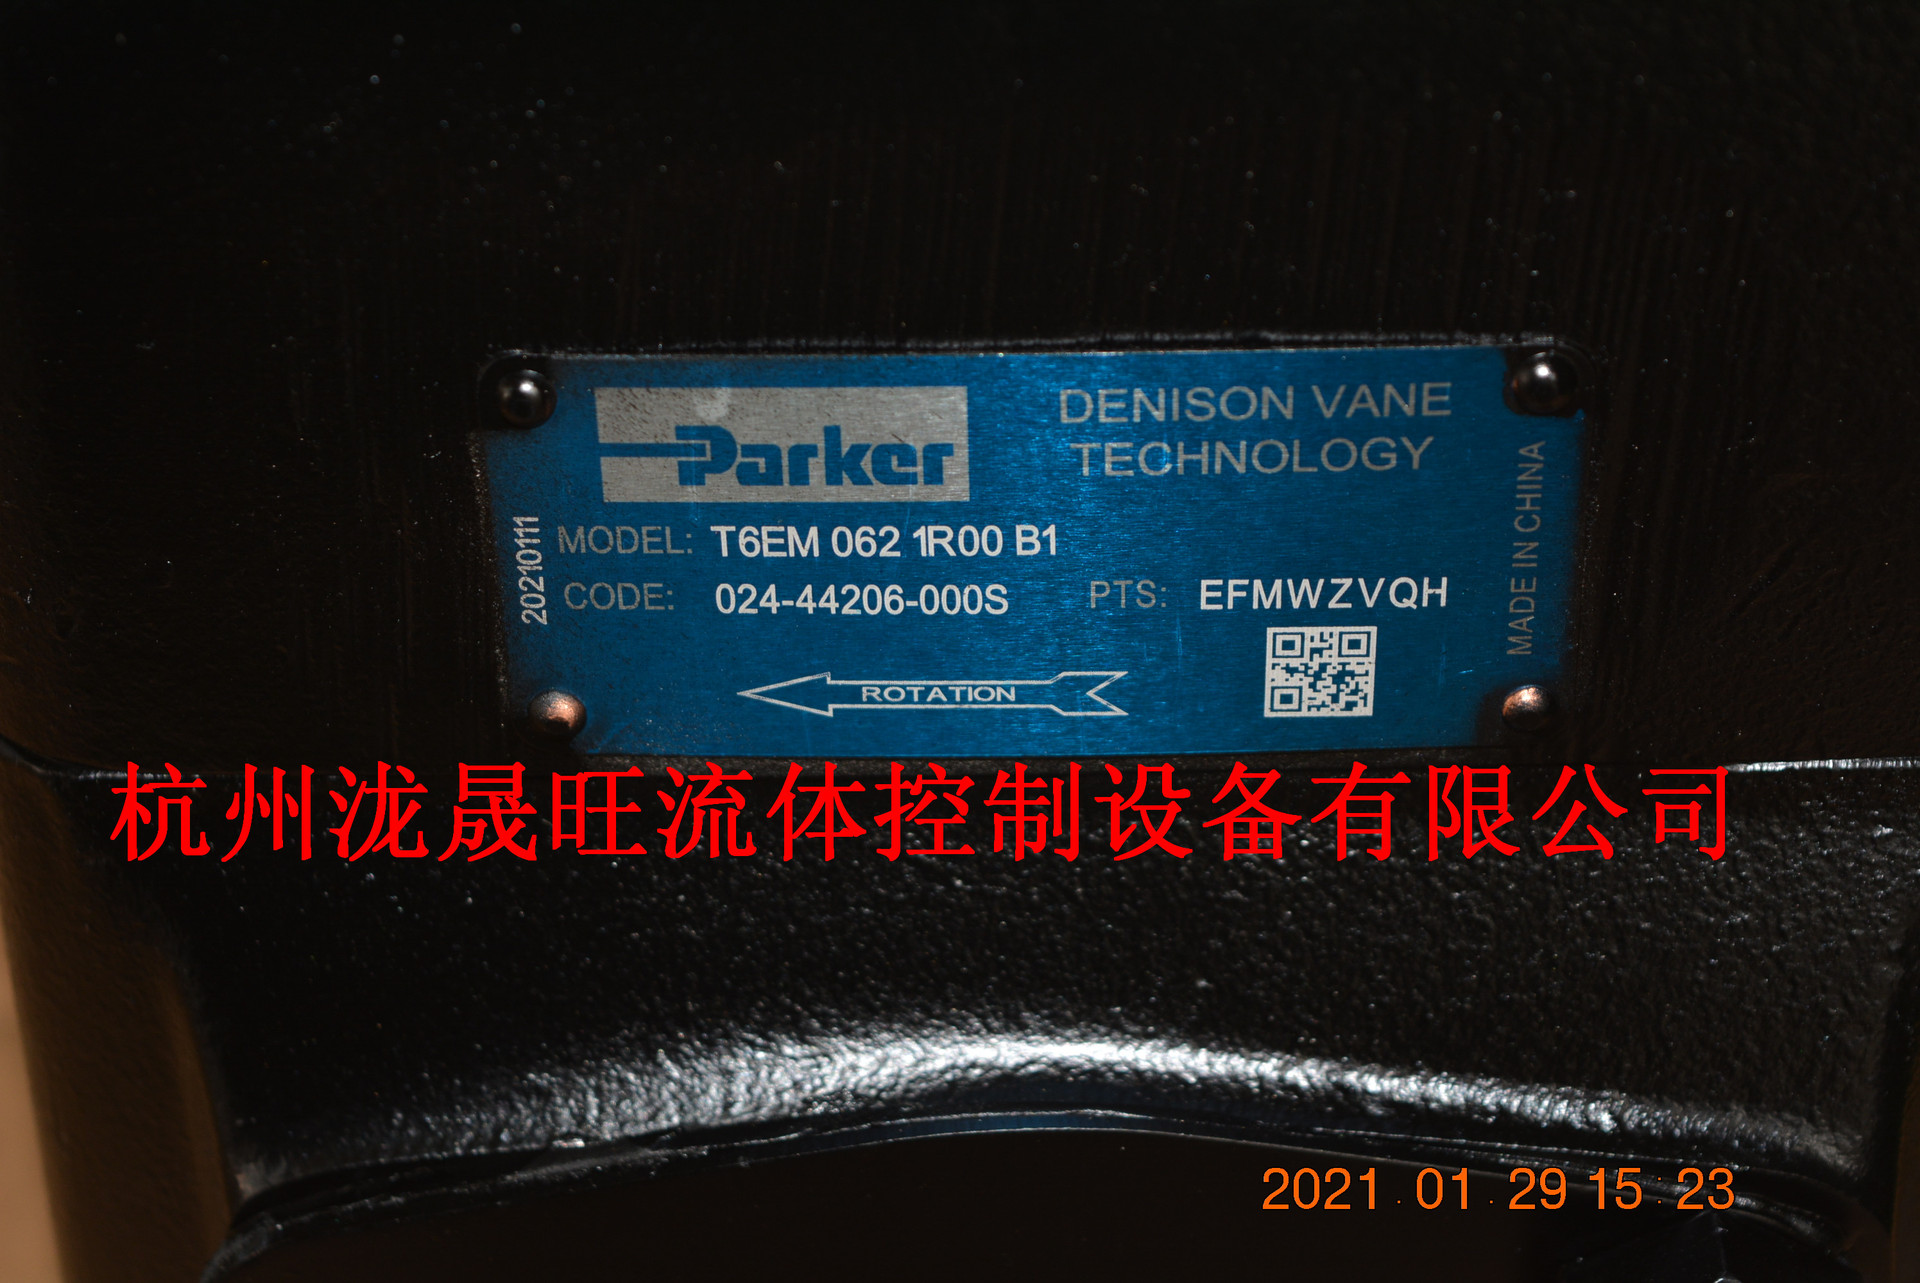 Parker
DENISON VANE
TECHNOLOGY
MODEL: T6EM 062 1R00 B1
CODE: 024-44206-000S PTS: EFMWZVQH
ROTATION
20210111
MADE IN CHINA
杭州泷晟旺流体控制设备有限公司
2021.01.29 15:23